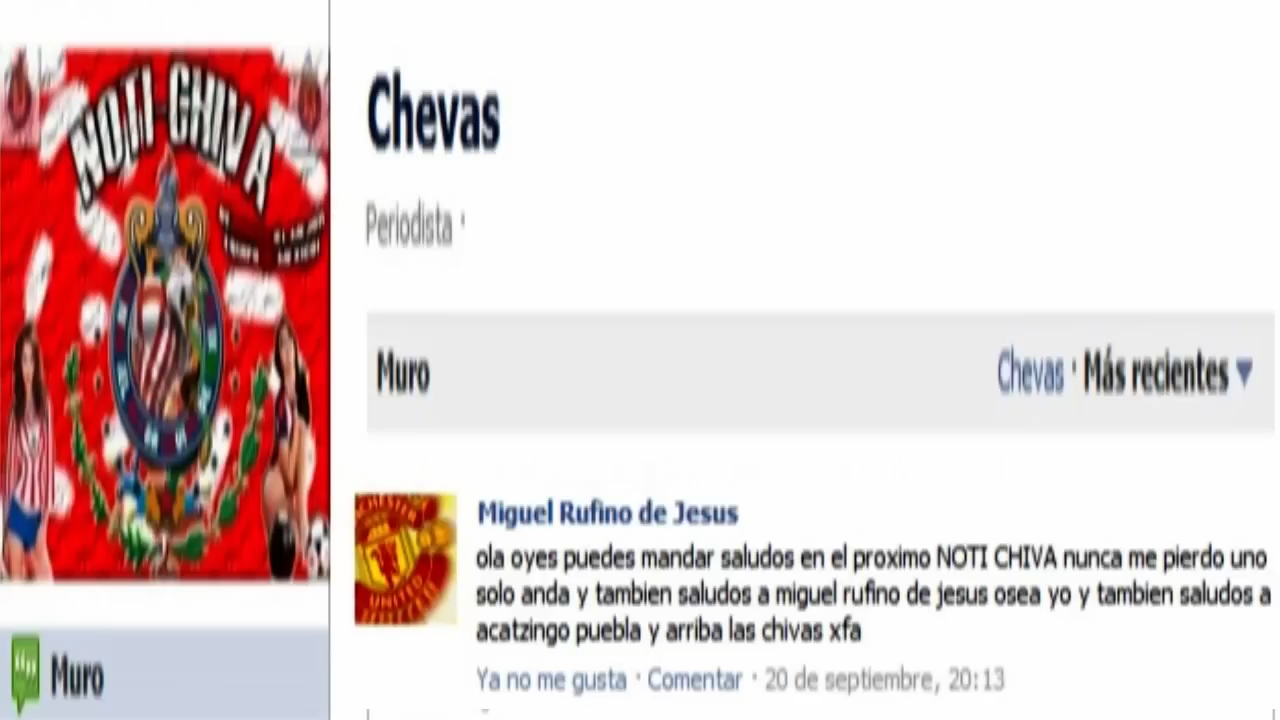 NOTI CHIVA
Chevas
Periodista ·
Muro
Chevas · Más recientes
Miguel Rufino de Jesus
ola oyes puedes mandar saludos en el proximo NOTI CHIVA nunca me pierdo uno
solo anda y tambien saludos a miguel rufino de jesus osea yo y tambien saludos a
acatzingo puebla y arriba las chivas xfa
Ya no me gusta · Comentar · 20 de septiembre, 20:13
Muro